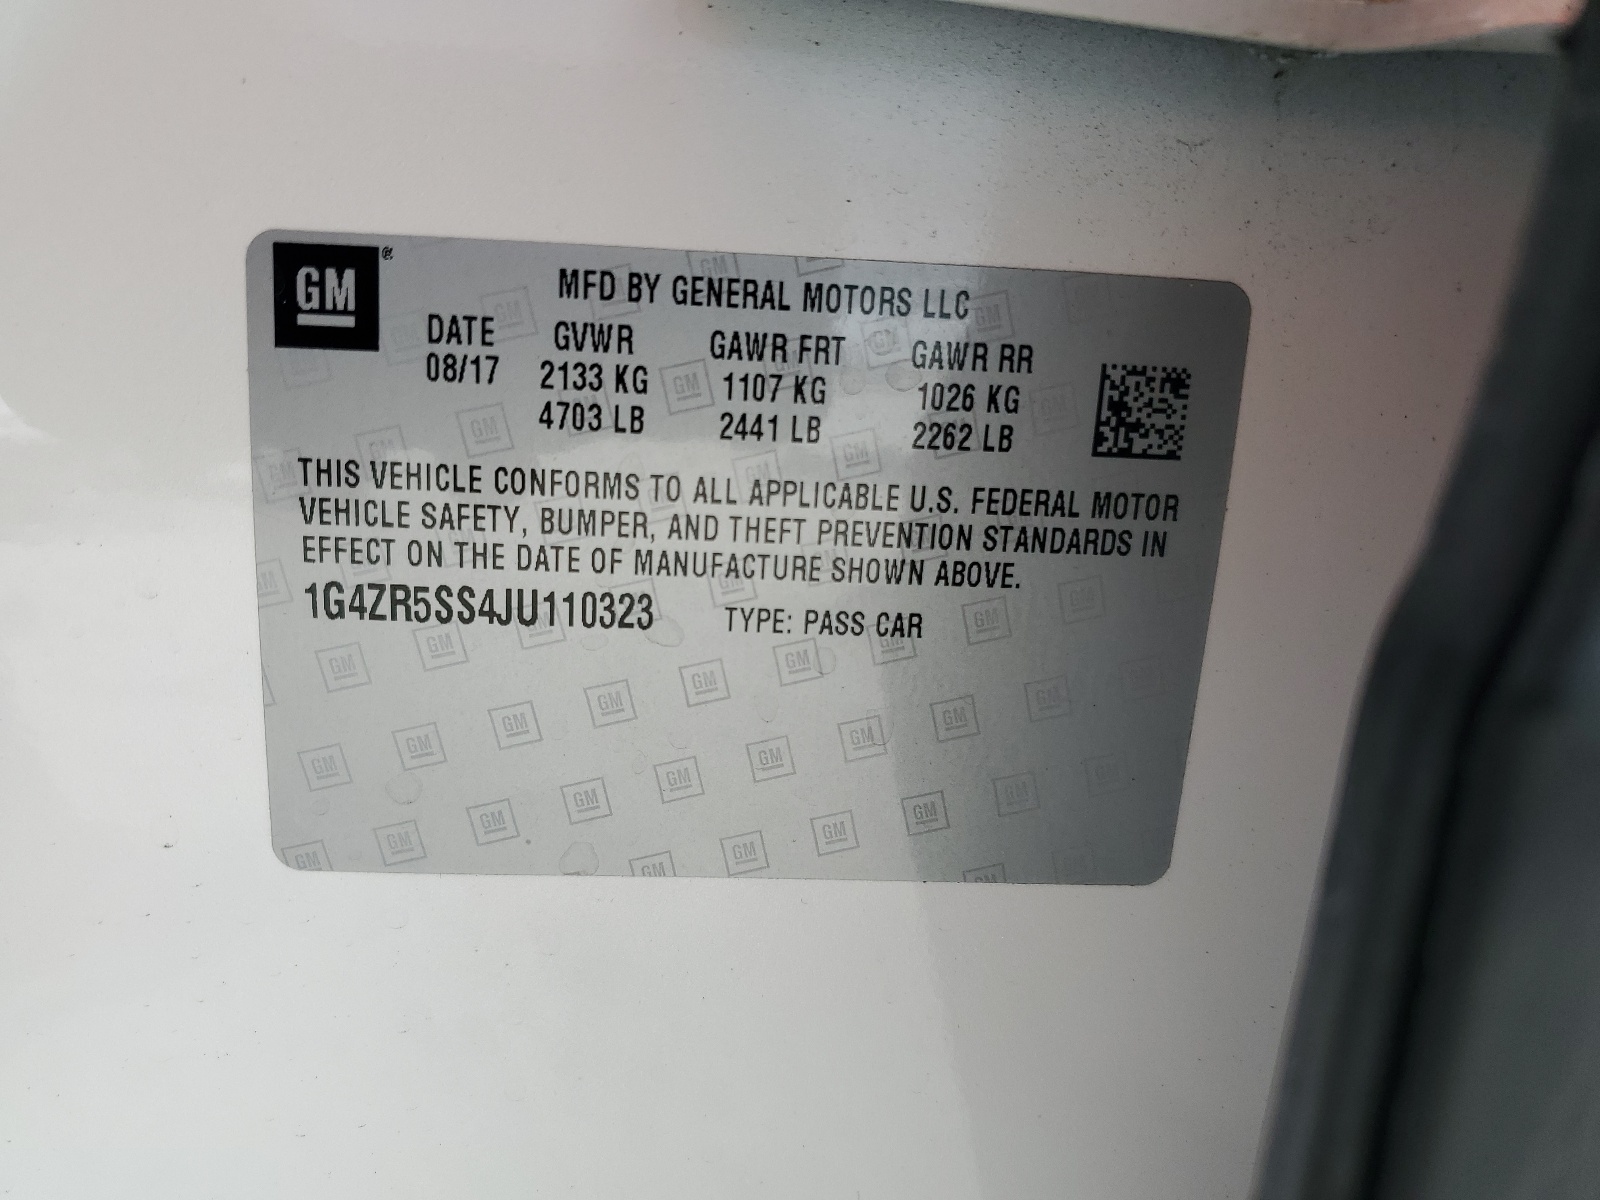 GM
MFD BY GENERAL MOTORS LLC
DATE GVWR GAWR FRT GAWR RR
08/17 2133 KG 1107 KG 1026 KG
4703 LB 2441 LB 2262 LB
THIS VEHICLE CONFORMS TO ALL APPLICABLE U.S. FEDERAL MOTOR
VEHICLE SAFETY, BUMPER, AND THEFT PREVENTION STANDARDS IN
EFFECT ON THE DATE OF MANUFACTURE SHOWN ABOVE.
1G4ZR5SS4JU110323 TYPE: PASS CAR